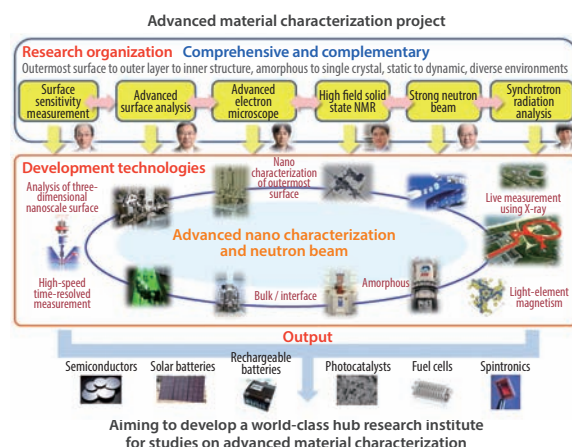 Advanced material characterization project
Research organization Comprehensive and complementary
Outermost surface to outer layer to inner structure, amorphous to single crystal, static to dynamic, diverse environments
Surface
sensitivity
measurement
Advanced
surface analysis
Advanced
electron
microscope
High field solid
state NMR
Strong neutron
beam
Synchrotron
radiation
analysis
Development technologies
Analysis of three-
dimensional
nanoscale surface
Nano
characterization
of outermost
surface
Live measurement
using X-ray
Advanced nano characterization
and neutron beam
High-speed
time-resolved
measurement
Bulk / interface
Amorphous
Light-element
magnetism
Output
Semiconductors
Solar batteries
Rechargeable
batteries
Photocatalysts
Fuel cells
Spintronics
Aiming to develop a world-class hub research institute
for studies on advanced material characterization